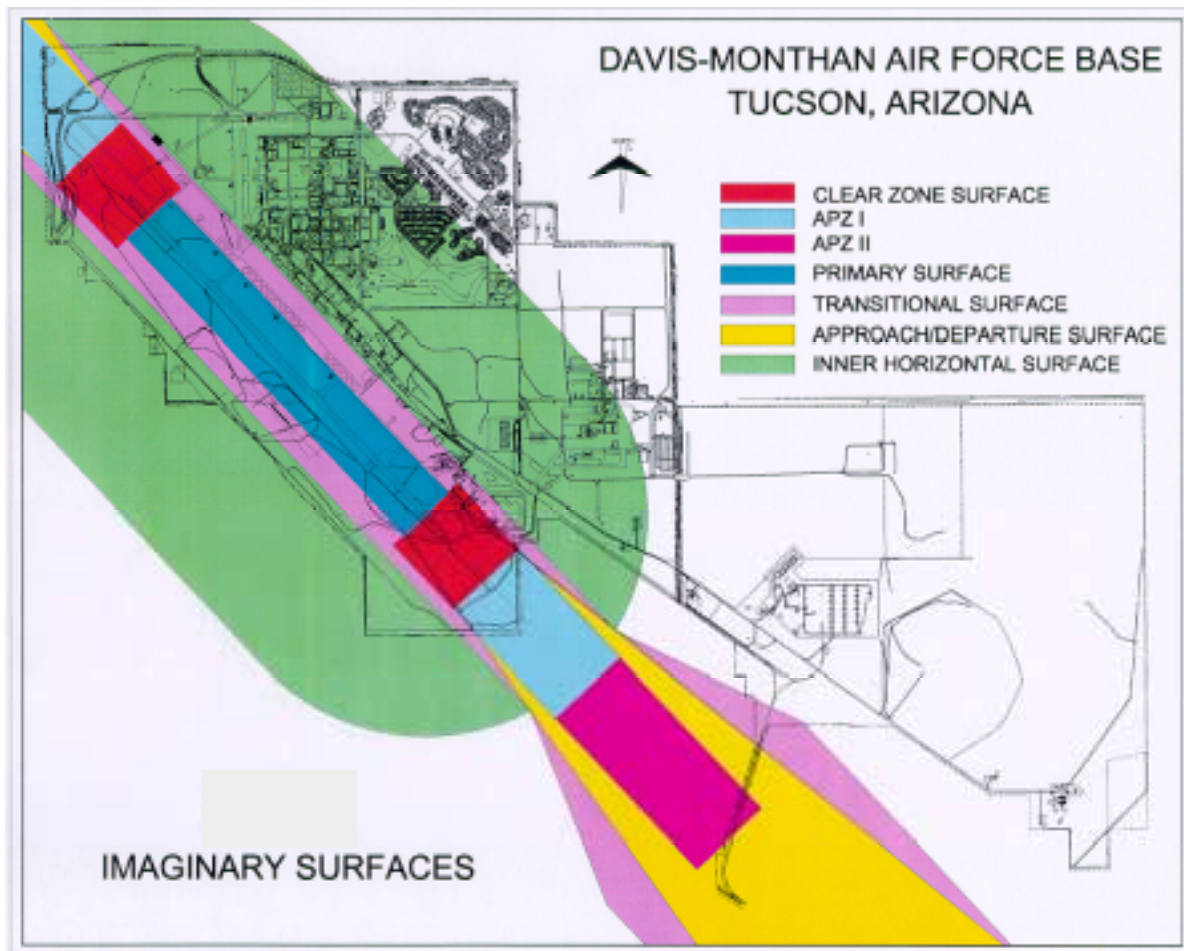 DAVIS-MONTHAN AIR FORCE BASE
TUCSON, ARIZONA
CLEAR ZONE SURFACE
APZ I
APZ II
PRIMARY SURFACE
TRANSITIONAL SURFACE
APPROACH/DEPARTURE SURFACE
INNER HORIZONTAL SURFACE
IMAGINARY SURFACES